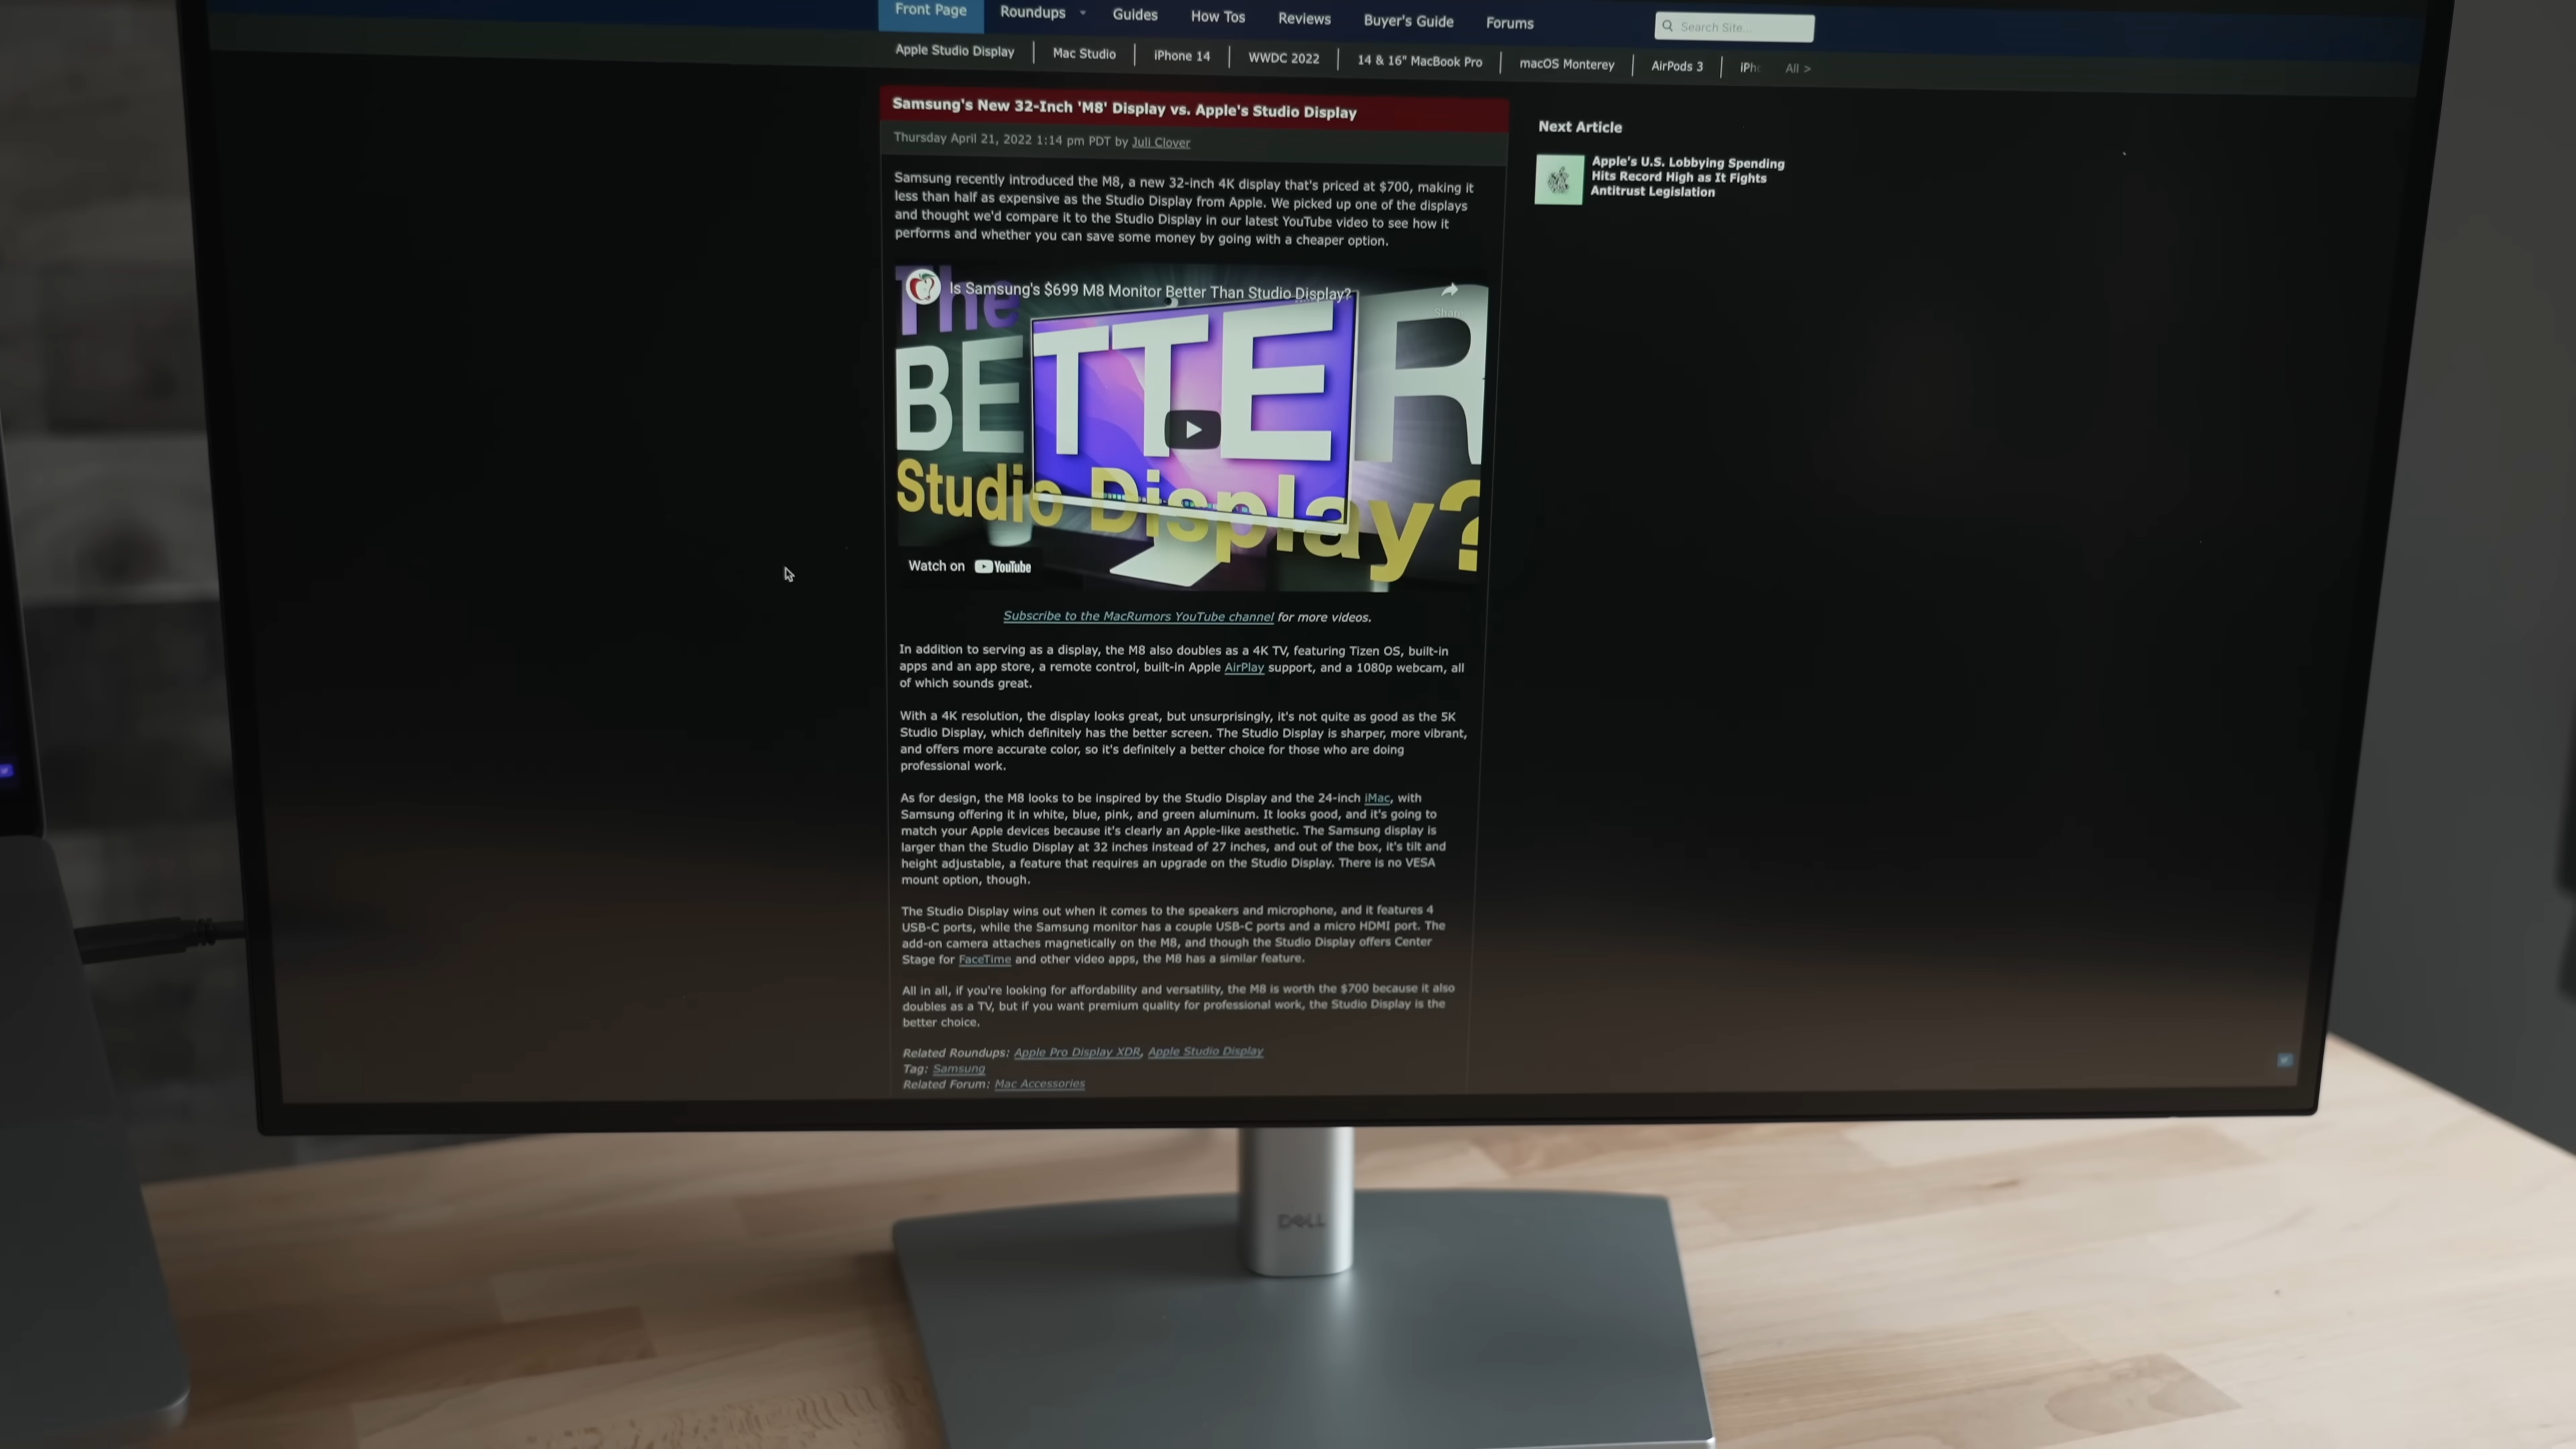 Front Page Roundups Guides How Tos Reviews Buyer's Guide Forums Search Site...
Apple Studio Display Mac Studio iPhone 14 WWDC 2022 14 & 16" MacBook Pro macOS Monterey AirPods 3 iPh All >
Samsung's New 32-Inch 'M8' Display vs. Apple's Studio Display
Thursday April 21, 2022 1:14 pm PDT by Juli Clover
Samsung recently introduced the M8, a new 32-inch 4K display that's priced at $700, making it
less than half as expensive as the Studio Display from Apple. We picked up one of the displays
and thought we'd compare it to the Studio Display in our latest YouTube video to see how it
performs and whether you can save some money by going with a cheaper option.
The
Is Samsung's $699 M8 Monitor Better Than Studio Display?
BETTER
Studio Display?
Watch on YouTube
Subscribe to the MacRumors YouTube channel for more videos.
In addition to serving as a display, the M8 also doubles as a 4K TV, featuring Tizen OS, built-in
apps and an app store, a remote control, built-in Apple AirPlay support, and a 1080p webcam, all
of which sounds great.
With a 4K resolution, the display looks great, but unsurprisingly, it's not quite as good as the 5K
Studio Display, which definitely has the better screen. The Studio Display is sharper, more vibrant,
and offers more accurate color, so it's definitely a better choice for those who are doing
professional work.
As for design, the M8 looks to be inspired by the Studio Display and the 24-inch iMac, with
Samsung offering it in white, blue, pink, and green aluminum. It looks good, and it's going to
match your Apple devices because it's clearly an Apple-like aesthetic. The Samsung display is
larger than the Studio Display at 32 inches instead of 27 inches, and out of the box, it's tilt and
height adjustable, a feature that requires an upgrade on the Studio Display. There is no VESA
mount option, though.
The Studio Display wins out when it comes to the speakers and microphone, and it features 4
USB-C ports, while the Samsung monitor has a couple USB-C ports and a micro HDMI port. The
add-on camera attaches magnetically on the M8, and though the Studio Display offers Center
Stage for FaceTime and other video apps, the M8 has a similar feature.
All in all, if you're looking for affordability and versatility, the M8 is worth the $700 because it also
doubles as a TV, but if you want premium quality for professional work, the Studio Display is the
better choice.
Related Roundups: Apple Pro Display XDR, Apple Studio Display
Tag: Samsung
Related Forum: Mac Accessories
Next Article
Apple's U.S. Lobbying Spending
Hits Record High as It Fights
Antitrust Legislation
DELL